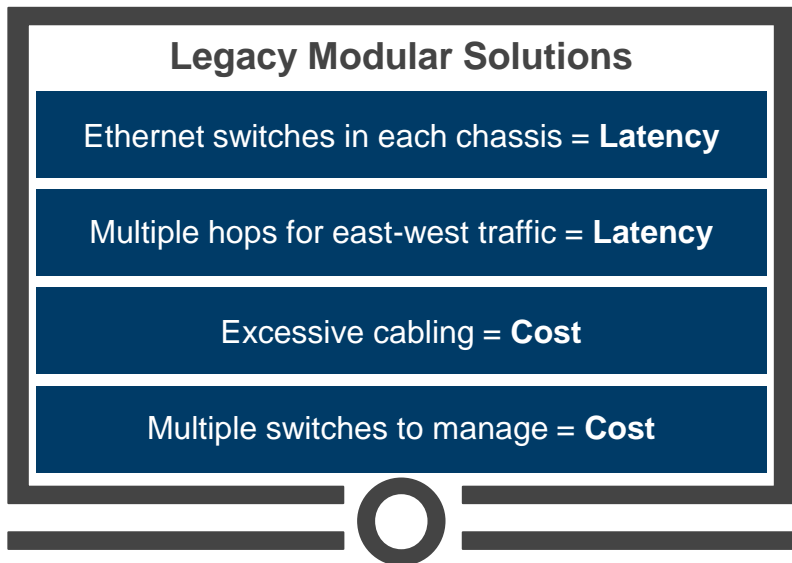 Legacy Modular Solutions
Ethernet switches in each chassis = Latency
Multiple hops for east-west traffic = Latency
Excessive cabling = Cost
Multiple switches to manage = Cost